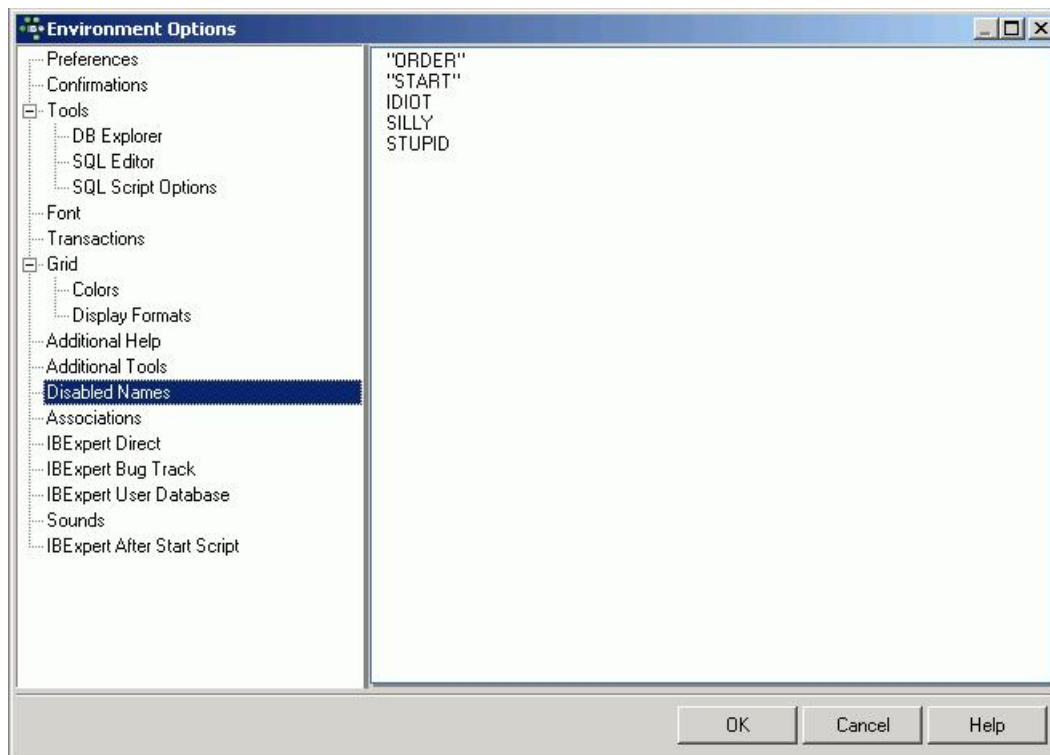 Environment Options
Preferences
Confirmations
Tools
DB Explorer
SQL Editor
SQL Script Options
Font
Transactions
Grid
Colors
Display Formats
Additional Help
Additional Tools
Disabled Names
Associations
IBExpert Direct
IBExpert Bug Track
IBExpert User Database
Sounds
IBExpert After Start Script
"ORDER"
"START"
IDIOT
SILLY
STUPID
OK Cancel Help